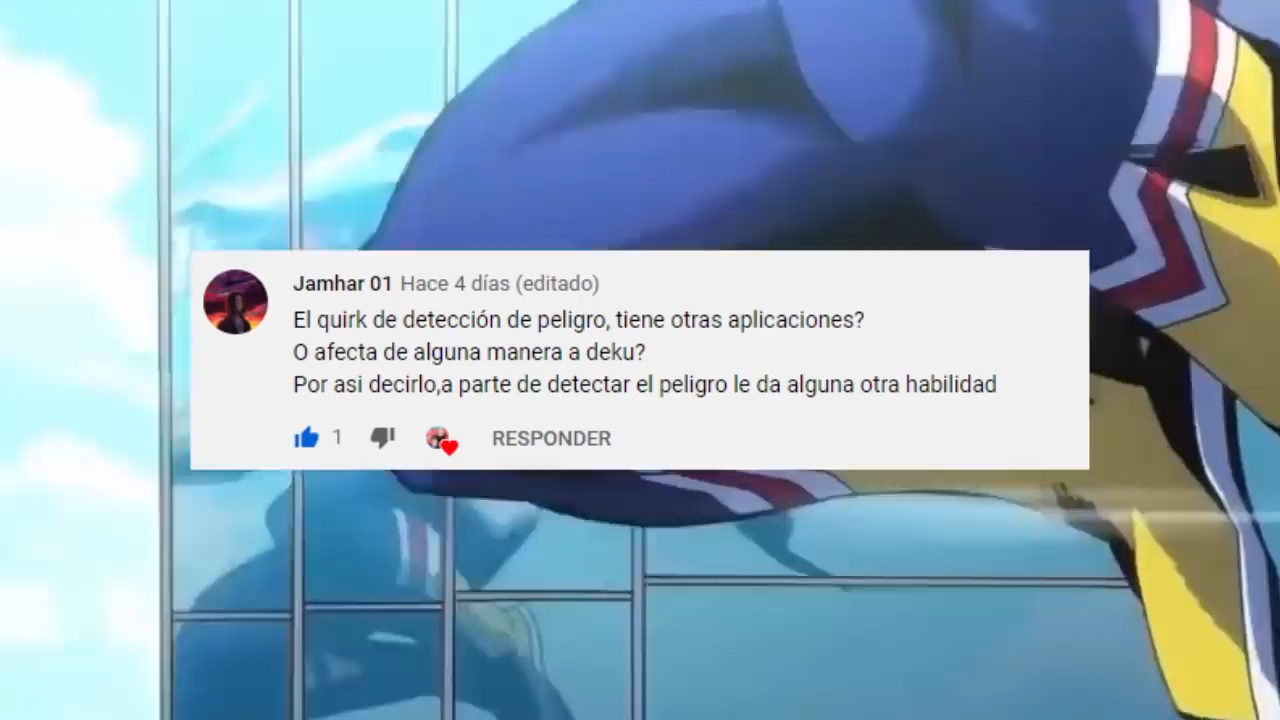 Jamhar 01 Hace 4 días (editado)
El quirk de detección de peligro, tiene otras aplicaciones?
O afecta de alguna manera a deku?
Por asi decirlo,a parte de detectar el peligro le da alguna otra habilidad
1 RESPONDER